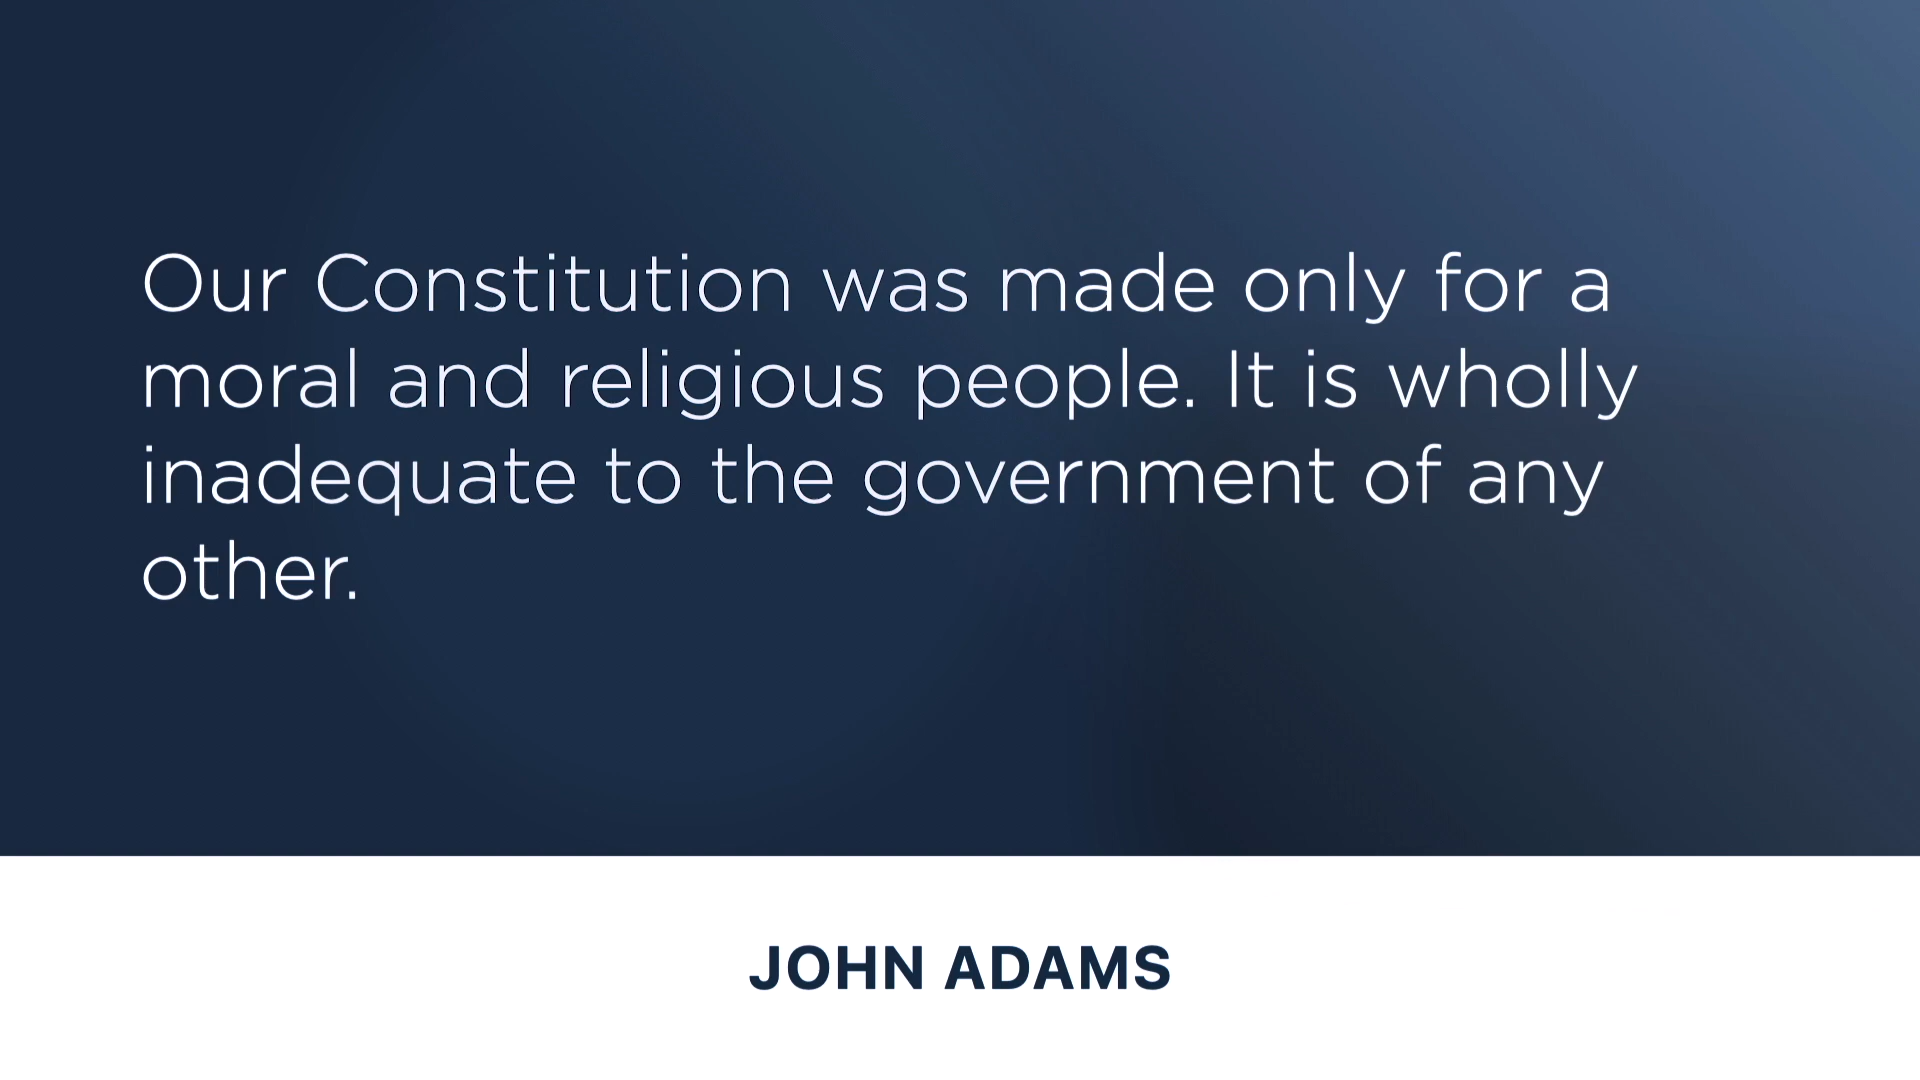 Our Constitution was made only for a
moral and religious people. It is wholly
inadequate to the government of any
other.
JOHN ADAMS